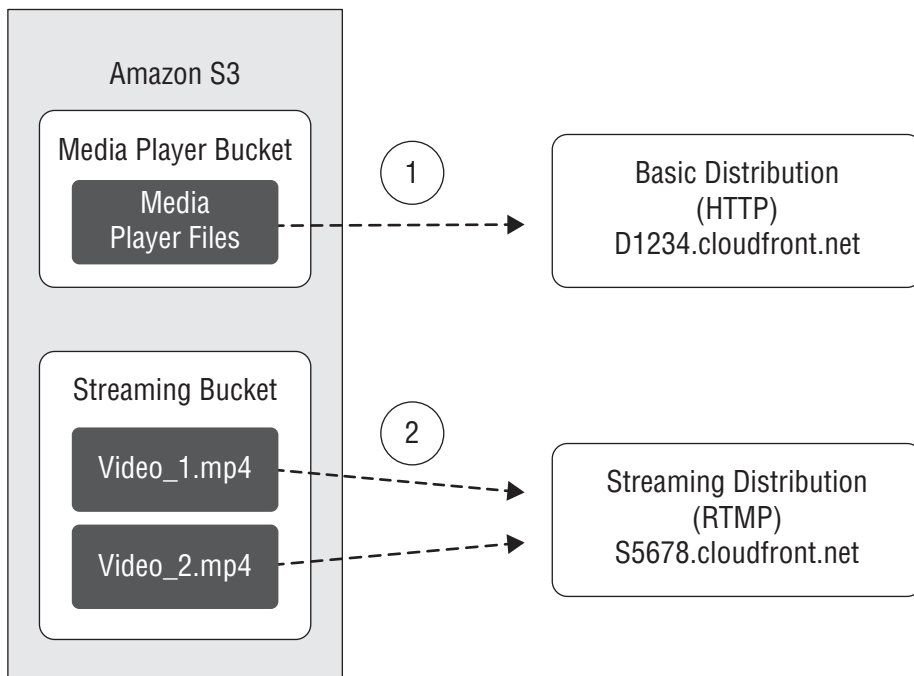 Amazon S3
Media Player Bucket
Media
Player Files
1
Basic Distribution
(HTTP)
D1234.cloudfront.net
Streaming Bucket
Video_1.mp4
Video_2.mp4
2
Streaming Distribution
(RTMP)
S5678.cloudfront.net